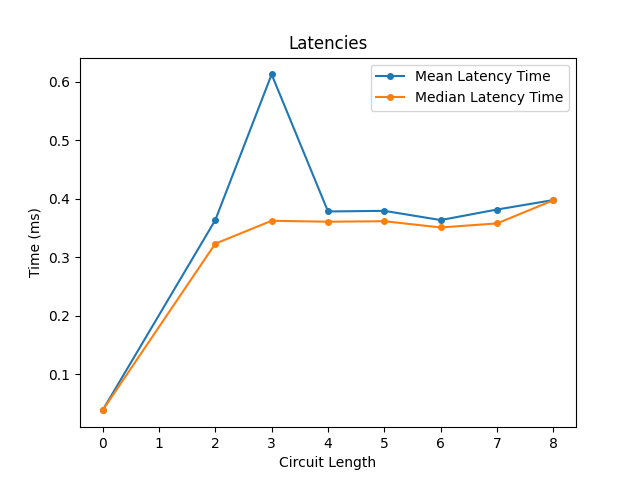 Latencies
Mean Latency Time
Median Latency Time
Time (ms)
0.6
0.5
0.4
0.3
0.2
0.1
0 1 2 3 4 5 6 7 8
Circuit Length